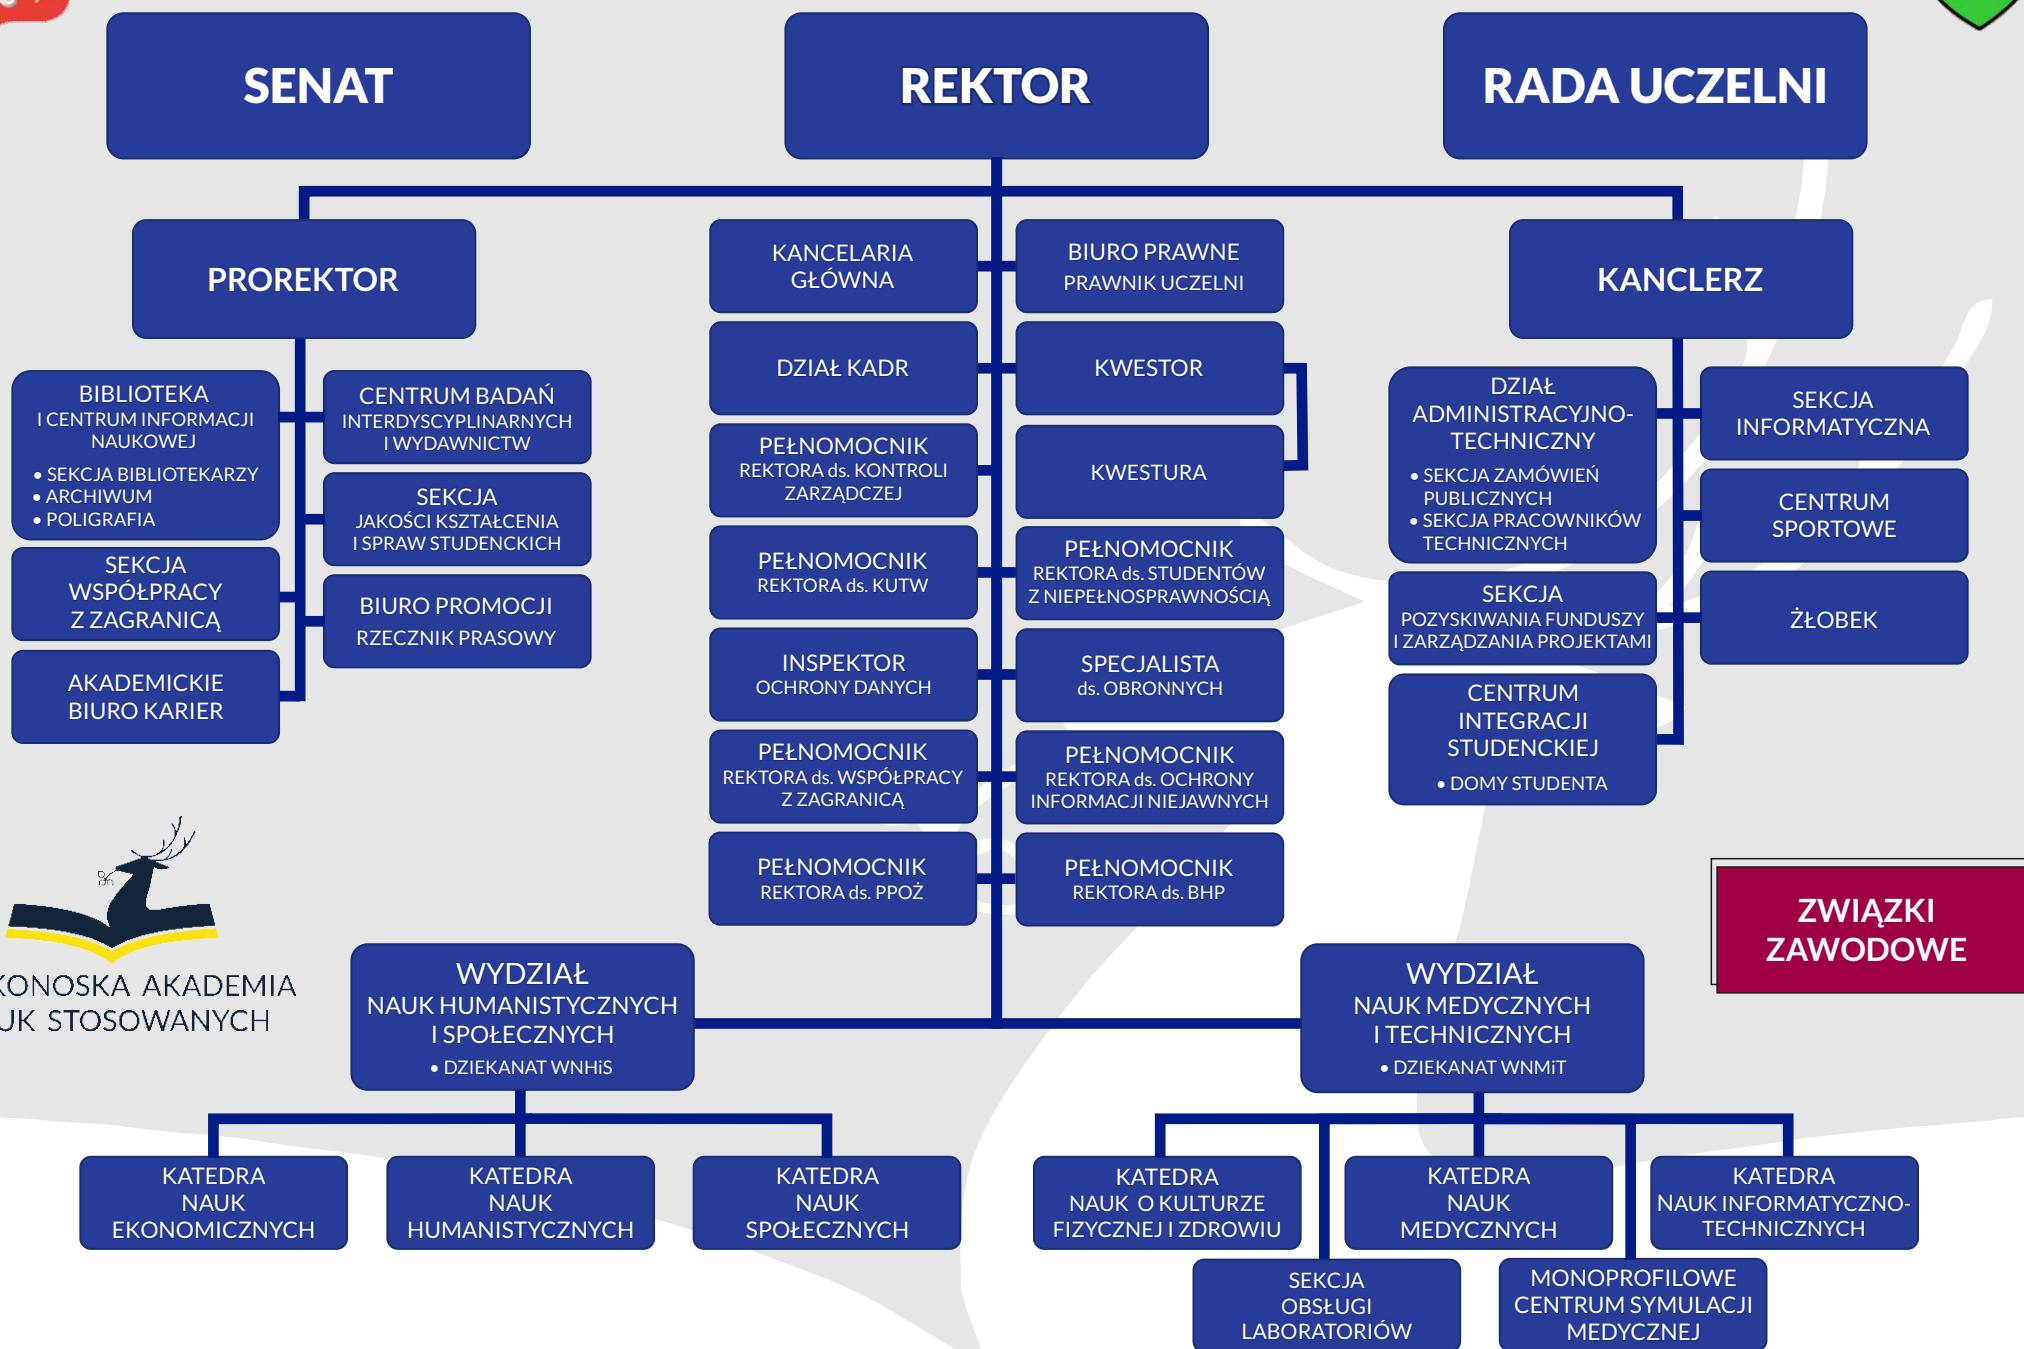 SENAT
REKTOR
RADA UCZELNI
PROREKTOR
BIBLIOTEKA
I CENTRUM INFORMACJI
NAUKOWEJ
• SEKCJA BIBLIOTEKARZY
• ARCHIWUM
• POLIGRAFIA
SEKCJA
WSPÓŁPRACY
Z ZAGRANICĄ
AKADEMICKIE
BIURO KARIER
CENTRUM BADAŃ
INTERDYSCYPLINARNYCH
I WYDAWNICTW
SEKCJA
JAKOŚCI KSZTAŁCENIA
I SPRAW STUDENCKICH
BIURO PROMOCJI
RZECZNIK PRASOWY
KANCELARIA
GŁÓWNA
DZIAŁ KADR
PEŁNOMOCNIK
REKTORA ds. KONTROLI
ZARZĄDCZEJ
PEŁNOMOCNIK
REKTORA ds. KUTW
INSPEKTOR
OCHRONY DANYCH
PEŁNOMOCNIK
REKTORA ds. WSPÓŁPRACY
Z ZAGRANICĄ
PEŁNOMOCNIK
REKTORA ds. PPOŻ
BIURO PRAWNE
PRAWNIK UCZELNI
KWESTOR
KWESTURA
PEŁNOMOCNIK
REKTORA ds. STUDENTÓW
Z NIEPEŁNOSPRAWNOŚCIĄ
SPECJALISTA
ds. OBRONNYCH
PEŁNOMOCNIK
REKTORA ds. OCHRONY
INFORMACJI NIEJAWNYCH
PEŁNOMOCNIK
REKTORA ds. BHP
KANCLERZ
DZIAŁ
ADMINISTRACYJNO-
TECHNICZNY
• SEKCJA ZAMÓWIEŃ
PUBLICZNYCH
• SEKCJA PRACOWNIKÓW
TECHNICZNYCH
SEKCJA
POZYSKIWANIA FUNDUSZY
I ZARZĄDZANIA PROJEKTAMI
CENTRUM
INTEGRACJI
STUDENCKIEJ
• DOMY STUDENTA
SEKCJA
INFORMATYCZNA
CENTRUM
SPORTOWE
ŻŁOBEK
KONOSKA AKADEMIA
UK STOSOWANYCH
ZWIĄZKI
ZAWODOWE
WYDZIAŁ
NAUK HUMANISTYCZNYCH
I SPOŁECZNYCH
• DZIEKANAT WNHiS
WYDZIAŁ
NAUK MEDYCZNYCH
I TECHNICZNYCH
• DZIEKANAT WNMiT
KATEDRA
NAUK
EKONOMICZNYCH
KATEDRA
NAUK
HUMANISTYCZNYCH
KATEDRA
NAUK
SPOŁECZNYCH
KATEDRA
NAUK O KULTURZE
FIZYCZNEJ I ZDROWIU
KATEDRA
NAUK
MEDYCZNYCH
KATEDRA
NAUK INFORMATYCZNO-
TECHNICZNYCH
SEKCJA
OBSŁUGI
LABORATORIÓW
MONOPROFILOWE
CENTRUM SYMULACJI
MEDYCZNEJ